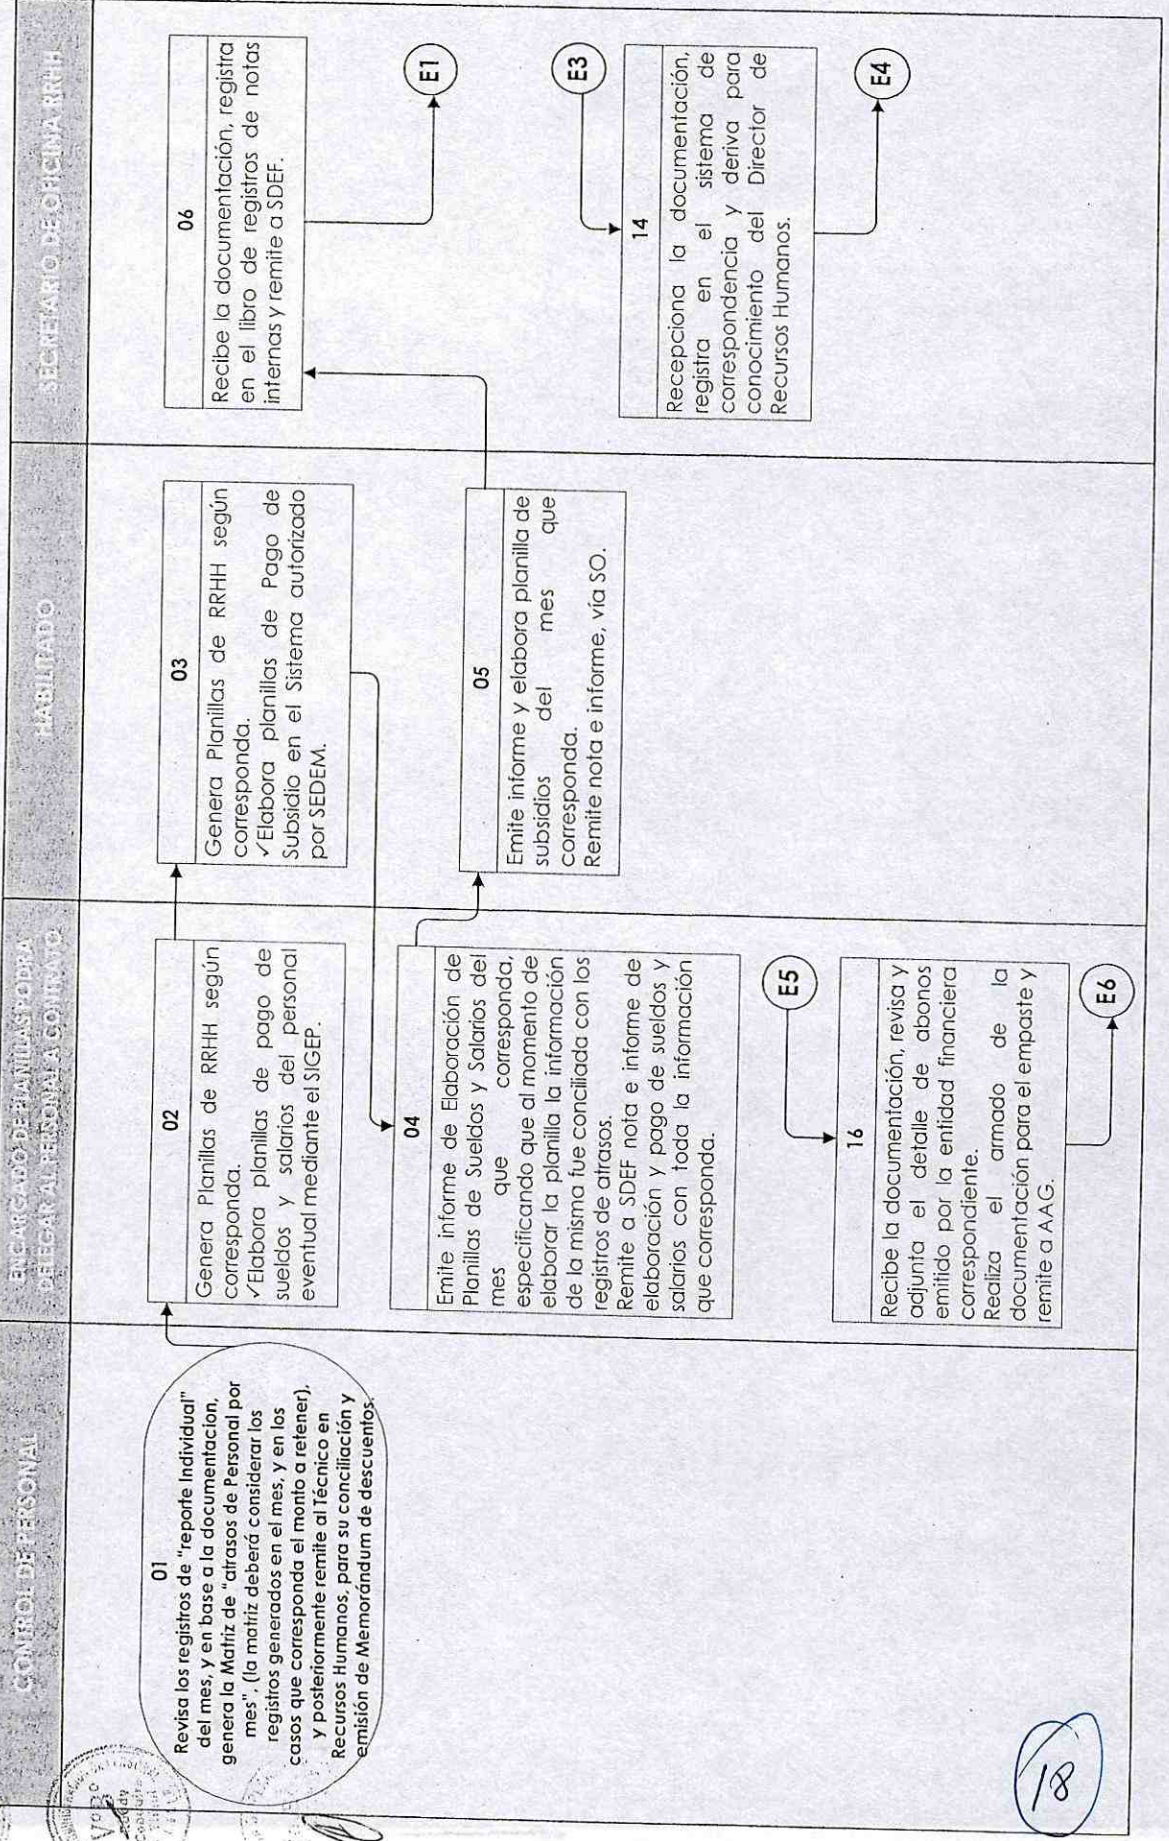 CONTROL DE PERSONAL
ENCARGADO DE PLANILLAS PDDRA
DELEGAR AL PERSONAL A CONTRATO
HABILITADO
SECRETARIO DE OFICINA RRHH
01
Revisa los registros de "reporte Individual"
del mes, y en base a la documentacion,
genera la Matriz de "atrasos de Personal por
mes", (la matriz deberá considerar los
registros generados en el mes, y en los
casos que corresponda el monto a retener),
y posteriormente remite al Técnico en
Recursos Humanos, para su conciliación y
emisión de Memorándum de descuentos.
02
Genera Planillas de RRHH según
corresponda.
✓Elabora planillas de pago de
sueldos y salarios del personal
eventual mediante el SIGEP.
03
Genera Planillas de RRHH según
corresponda.
✓Elabora planillas de Pago de
Subsidio en el Sistema autorizado
por SEDEM.
04
Emite informe de Elaboración de
Planillas de Sueldos y Salarios del
mes que corresponda,
especificando que al momento de
elaborar la planilla la información
de la misma fue conciliada con los
registros de atrasos.
Remite a SDEF nota e informe de
elaboración y pago de sueldos y
salarios con toda la información
que corresponda.
05
Emite informe y elabora planilla de
subsidios del mes que
corresponda.
Remite nota e informe, vía SO.
06
Recibe la documentación, registra
en el libro de registros de notas
internas y remite a SDEF.
E1
E3
14
Recepciona la documentación,
registra en el sistema de
correspondencia y deriva para
conocimiento del Director de
Recursos Humanos.
E4
E5
16
Recibe la documentación, revisa y
adjunta el detalle de abonos
emitido por la entidad financiera
correspondiente.
Realiza el armado de la
documentación para el empaste y
remite a AAG.
E6
VºBº
18